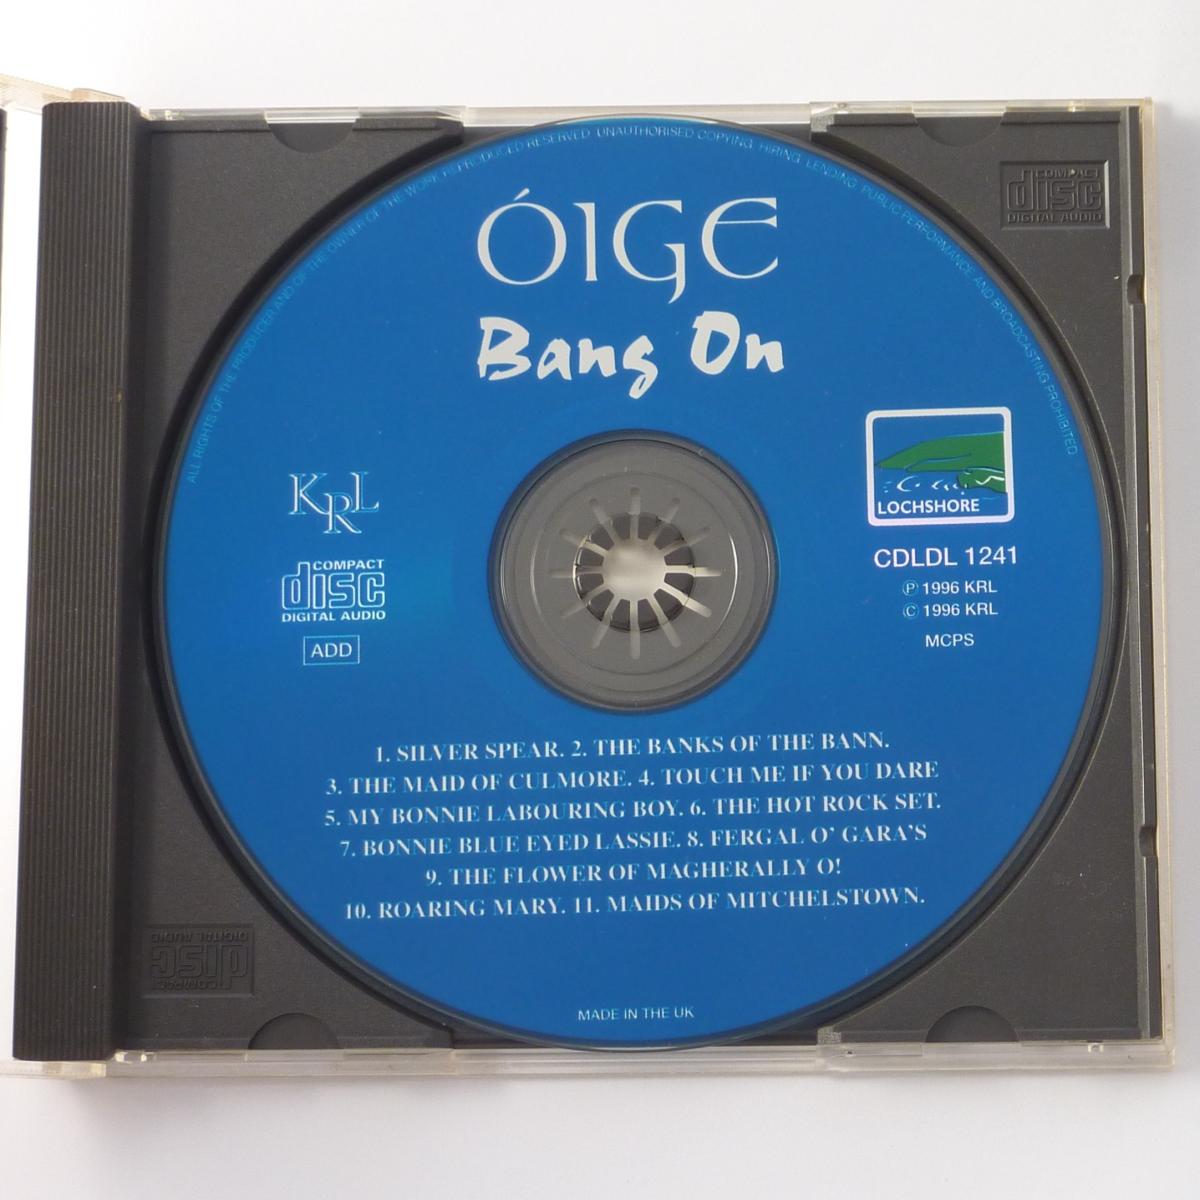 ALL RIGHTS OF THE PRODUCER AND OF THE OWNER OF THE WORK REPRODUCED RESERVED. UNAUTHORISED COPYING, HIRING, LENDING, PUBLIC PERFORMANCE AND BROADCASTING PROHIBITED.
ÓIGE
Bang On
COMPACT
disc
DIGITAL AUDIO
KRL
COMPACT
disc
DIGITAL AUDIO
ADD
LOCHSHORE
CDLDL 1241
Ⓟ 1996 KRL
© 1996 KRL
MCPS
1. SILVER SPEAR. 2. THE BANKS OF THE BANN.
3. THE MAID OF CULMORE. 4. TOUCH ME IF YOU DARE
5. MY BONNIE LABOURING BOY. 6. THE HOT ROCK SET.
7. BONNIE BLUE EYED LASSIE. 8. FERGAL O' GARA'S
9. THE FLOWER OF MAGHERALLY O!
10. ROARING MARY. 11. MAIDS OF MITCHELSTOWN.
MADE IN THE UK
COMPACT
disc
DIGITAL AUDIO